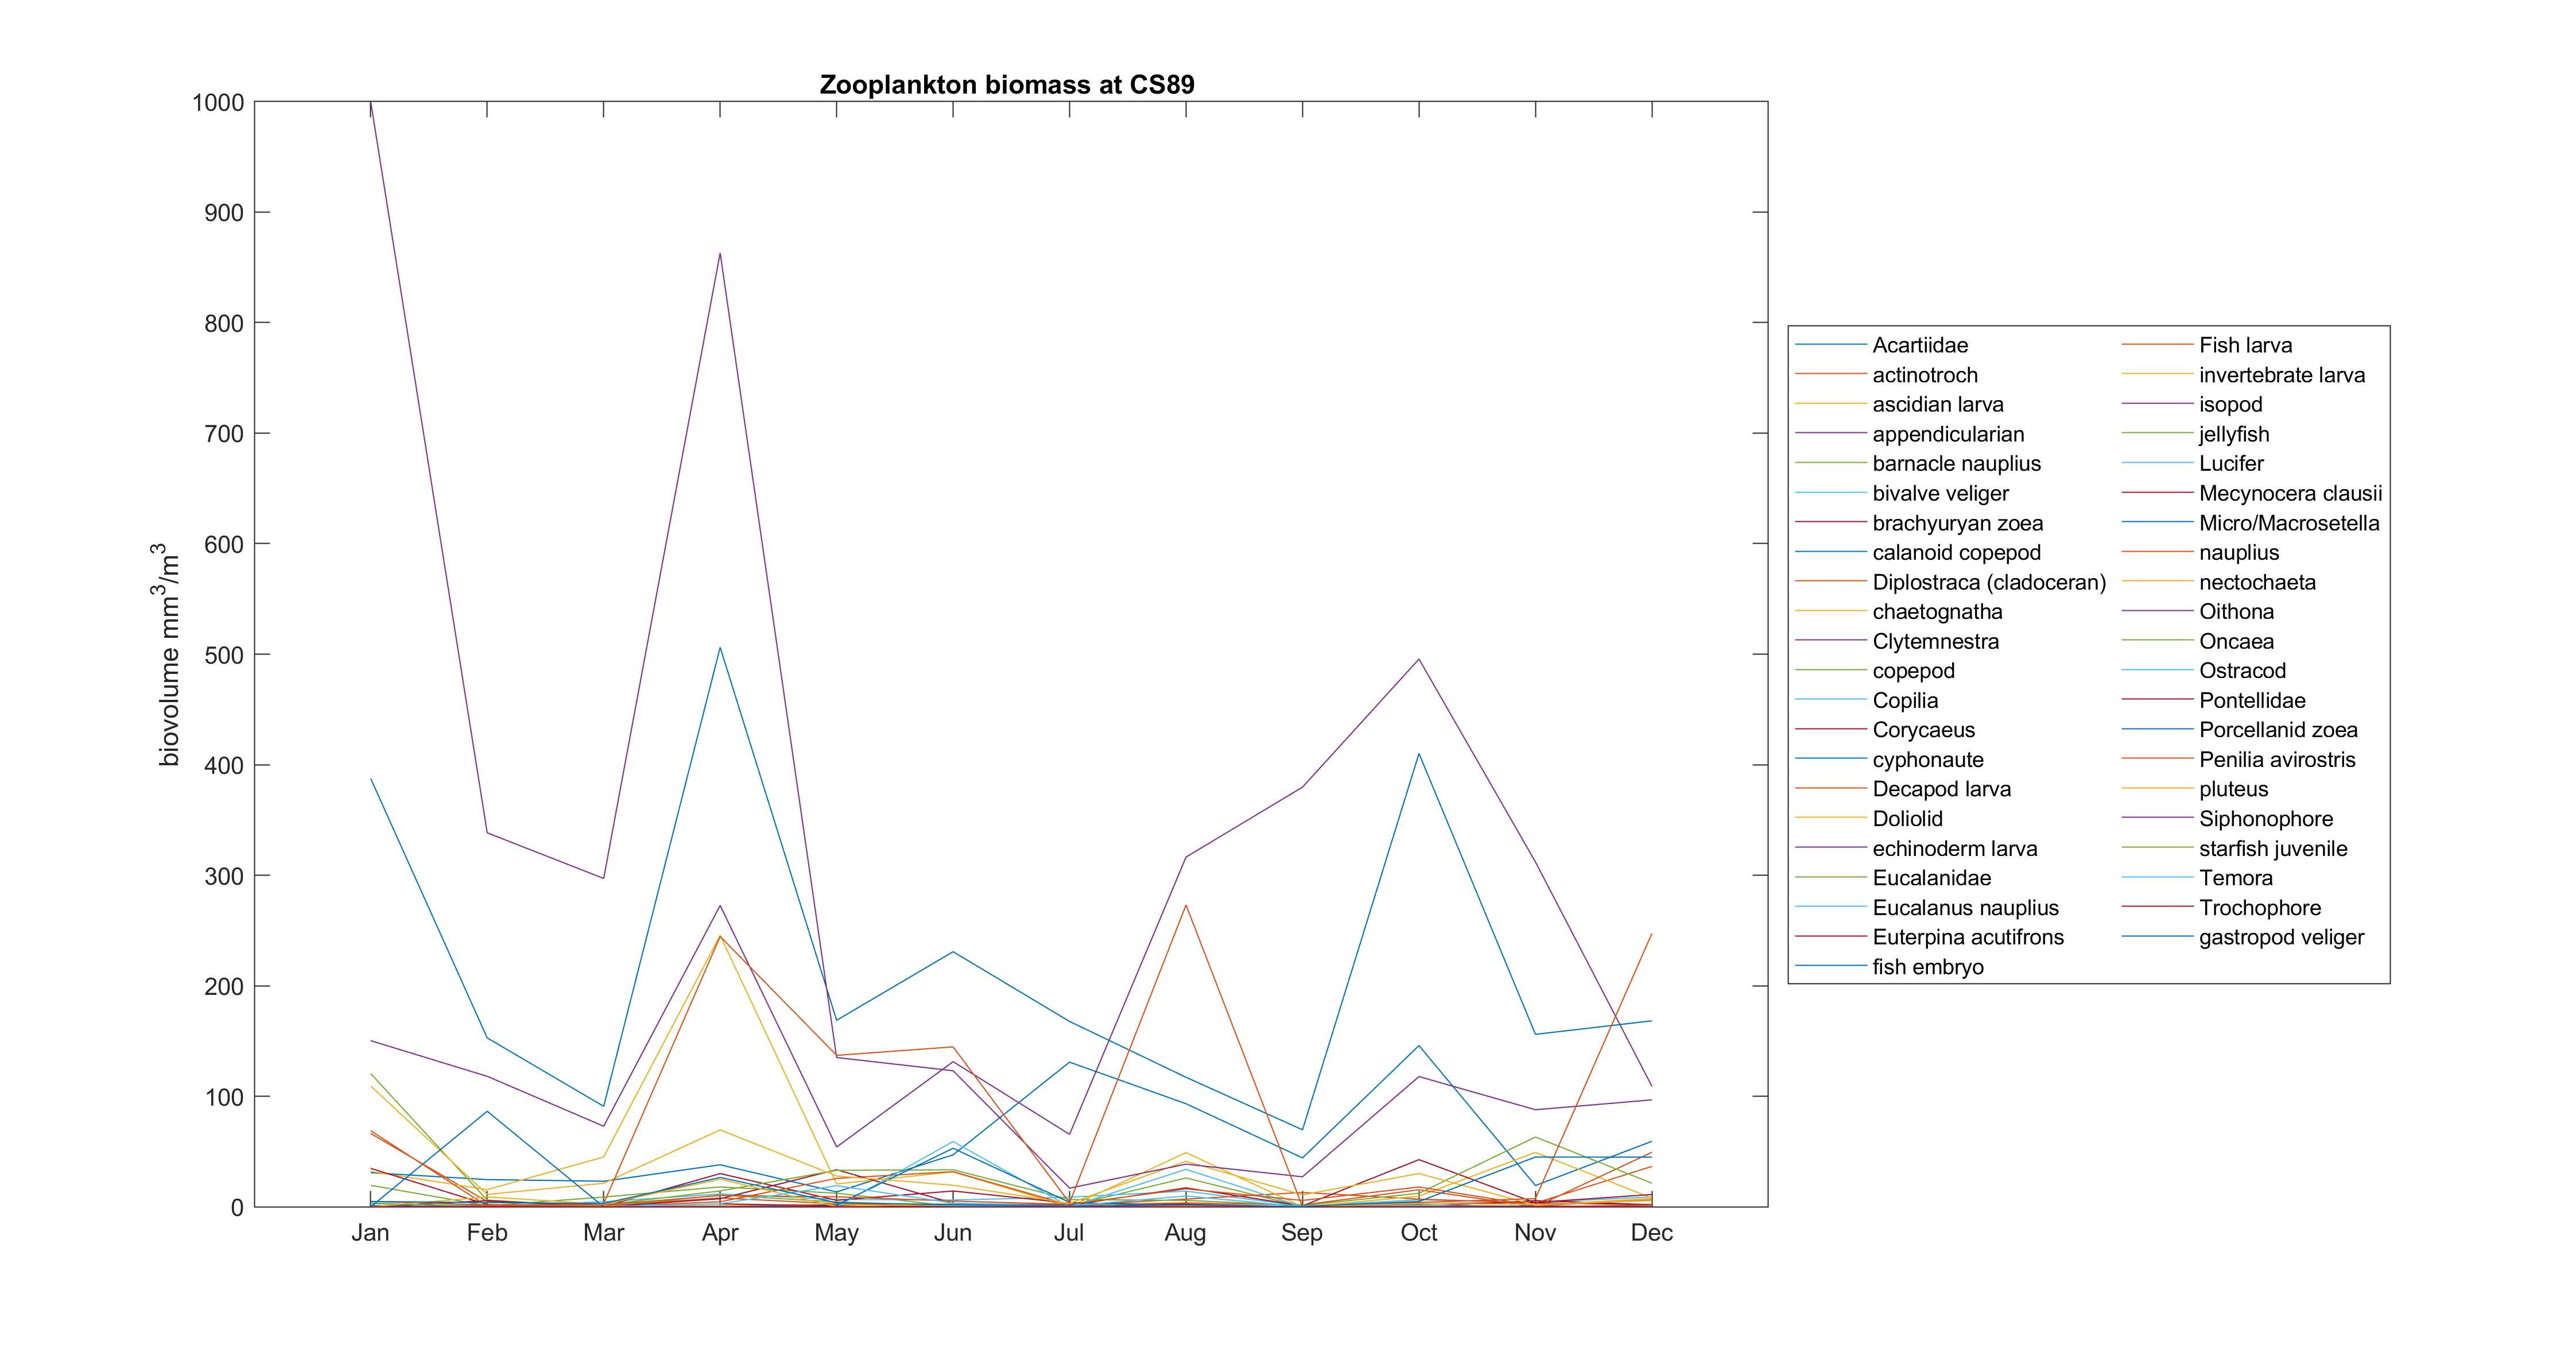 Zooplankton biomass at CS89
biovolume mm³/m³
1000
900
800
700
600
500
400
300
200
100
0
Jan Feb Mar Apr May Jun Jul Aug Sep Oct Nov Dec
Acartiidae
actinotroch
ascidian larva
appendicularian
barnacle nauplius
bivalve veliger
brachyuryan zoea
calanoid copepod
Diplostraca (cladoceran)
chaetognatha
Clytemnestra
copepod
Copilia
Corycaeus
cyphonaute
Decapod larva
Doliolid
echinoderm larva
Eucalanidae
Eucalanus nauplius
Euterpina acutifrons
fish embryo
Fish larva
invertebrate larva
isopod
jellyfish
Lucifer
Mecynocera clausii
Micro/Macrosetella
nauplius
nectochaeta
Oithona
Oncaea
Ostracod
Pontellidae
Porcellanid zoea
Penilia avirostris
pluteus
Siphonophore
starfish juvenile
Temora
Trochophore
gastropod veliger